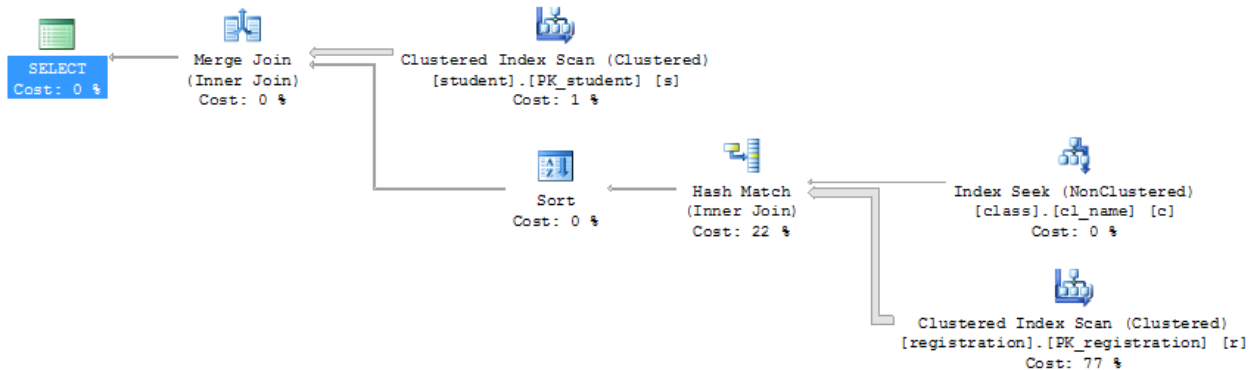 SELECT
Cost: 0 %
Merge Join
(Inner Join)
Cost: 0 %
Clustered Index Scan (Clustered)
[student].[PK_student] [s]
Cost: 1 %
Sort
Cost: 0 %
Hash Match
(Inner Join)
Cost: 22 %
Index Seek (NonClustered)
[class].[cl_name] [c]
Cost: 0 %
Clustered Index Scan (Clustered)
[registration].[PK_registration] [r]
Cost: 77 %